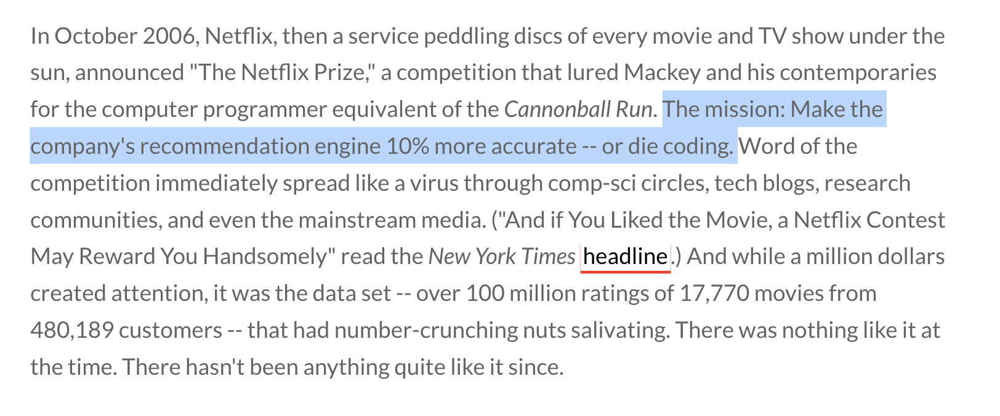 In October 2006, Netflix, then a service peddling discs of every movie and TV show under the
sun, announced "The Netflix Prize," a competition that lured Mackey and his contemporaries
for the computer programmer equivalent of the Cannonball Run. The mission: Make the
company's recommendation engine 10% more accurate -- or die coding. Word of the
competition immediately spread like a virus through comp-sci circles, tech blogs, research
communities, and even the mainstream media. ("And if You Liked the Movie, a Netflix Contest
May Reward You Handsomely" read the New York Times headline.) And while a million dollars
created attention, it was the data set -- over 100 million ratings of 17,770 movies from
480,189 customers -- that had number-crunching nuts salivating. There was nothing like it at
the time. There hasn't been anything quite like it since.